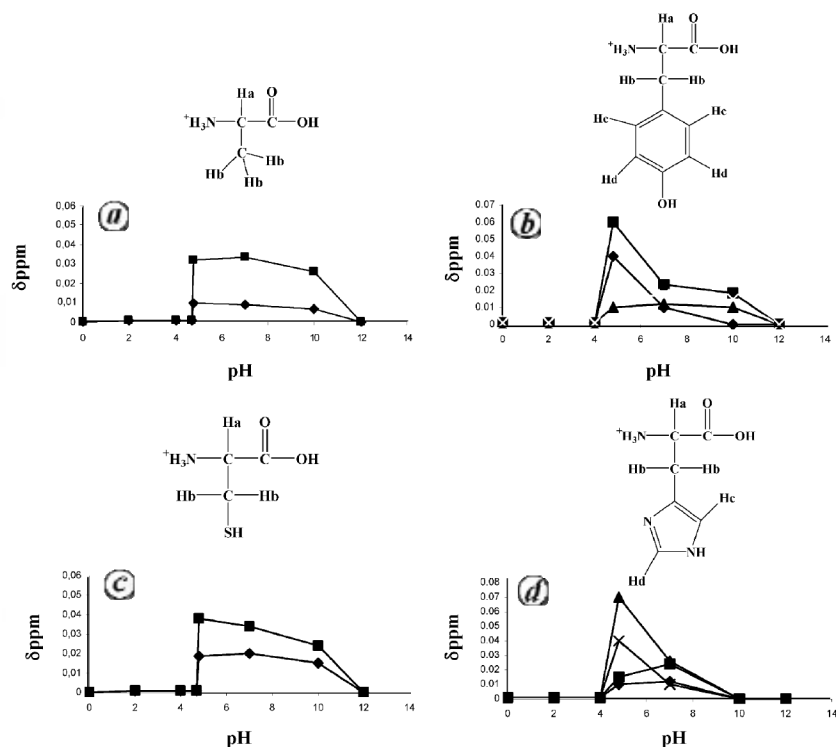 Ha O
+H3N—C—C—OH
Hb—C—Hb
Hc Hc
Hd Hd
OH
b
δppm
0.07
0.06
0.05
0.04
0.03
0.02
0.01
0
0 2 4 6 8 10 12 14
pH
Ha O
+H3N—C—C—OH
C Hb
Hb Hb
a
δppm
0,06
0,05
0,04
0,03
0,02
0,01
0
0 2 4 6 8 10 12 14
pH
Ha O
+H3N—C—C—OH
Hb—C—Hb
SH
c
δppm
0,06
0,05
0,04
0,03
0,02
0,01
0
0 2 4 6 8 10 12 14
pH
Ha O
+H3N—C—C—OH
Hb—C—Hb
Hc
N NH
Hd
d
δppm
0.08
0.07
0.06
0.05
0.04
0.03
0.02
0.01
0
0 2 4 6 8 10 12 14
pH